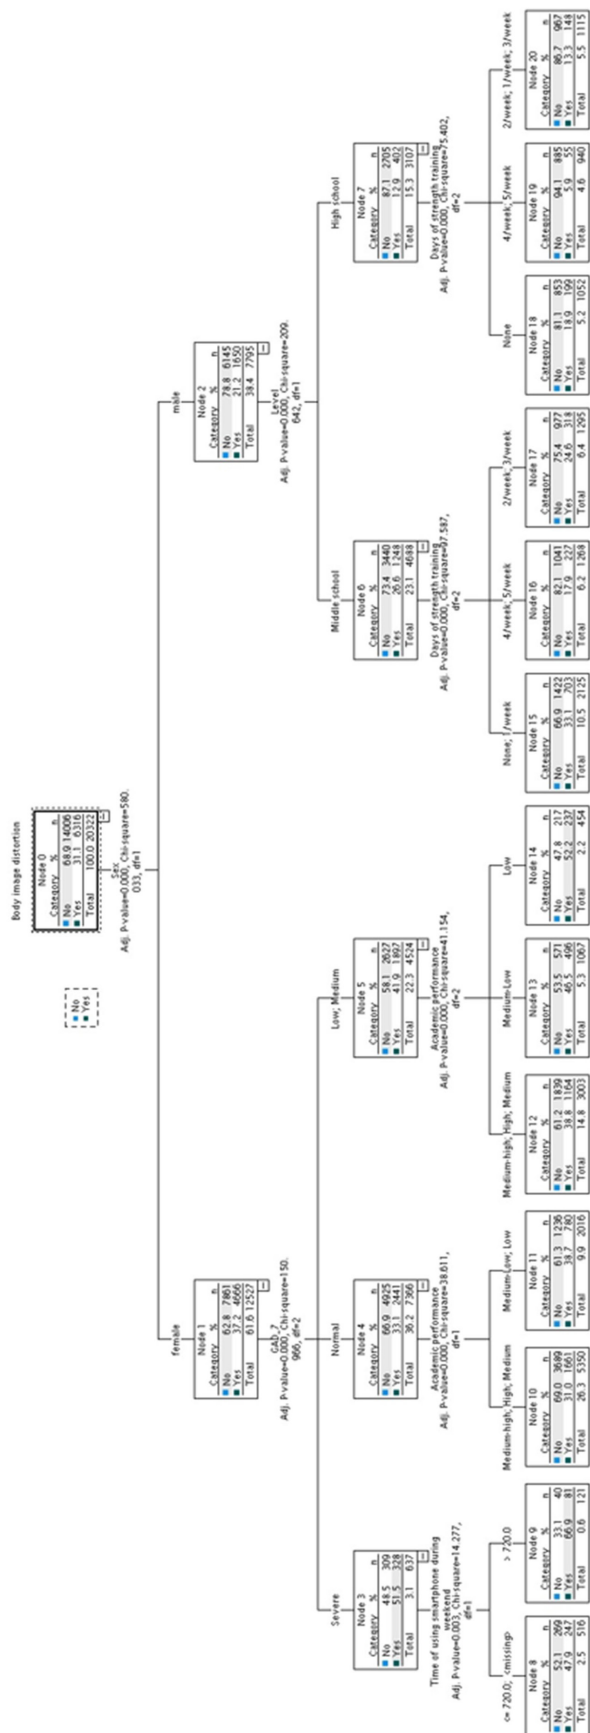 Body image distortion
No
Yes
Node 0
Category % n
No 68.9 14006
Yes 31.1 6316
Total 100.0 20322
Sex
Adj. P-value=0.000, Chi-square=580.
033, df=1
female
male
Node 1
Category % n
No 62.8 7861
Yes 37.2 4666
Total 61.6 12527
GAD_7
Adj. P-value=0.000, Chi-square=150.
966, df=2
Node 2
Category % n
No 78.8 6145
Yes 21.2 1650
Total 38.4 7795
Level
Adj. P-value=0.000, Chi-square=209.
642, df=1
Severe
Normal
Low; Medium
Middle school
High school
Node 3
Category % n
No 48.5 309
Yes 51.5 328
Total 3.1 637
Time of using smartphone during
weekend
Adj. P-value=0.003, Chi-square=14.277,
df=1
Node 4
Category % n
No 66.9 4925
Yes 33.1 2441
Total 36.2 7366
Academic performance
Adj. P-value=0.000, Chi-square=38.611,
df=1
Node 5
Category % n
No 58.1 2627
Yes 41.9 1897
Total 22.3 4524
Academic performance
Adj. P-value=0.000, Chi-square=41.154,
df=2
Node 6
Category % n
No 73.4 3440
Yes 26.6 1248
Total 23.1 4688
Days of strength training
Adj. P-value=0.000, Chi-square=97.587,
df=2
Node 7
Category % n
No 87.1 2705
Yes 12.9 402
Total 15.3 3107
Days of strength training
Adj. P-value=0.000, Chi-square=75.402,
df=2
<= 720.0; <missing>
> 720.0
Medium-high; High; Medium
Medium-Low; Low
Medium-high; High; Medium
Medium-Low
Low
None; 1/week
4/week; 5/week
2/week; 3/week
None
4/week; 5/week
2/week; 1/week; 3/week
Node 8
Category % n
No 52.1 269
Yes 47.9 247
Total 2.5 516
Node 9
Category % n
No 33.1 40
Yes 66.9 81
Total 0.6 121
Node 10
Category % n
No 69.0 3689
Yes 31.0 1661
Total 26.3 5350
Node 11
Category % n
No 61.3 1236
Yes 38.7 780
Total 9.9 2016
Node 12
Category % n
No 61.2 1839
Yes 38.8 1164
Total 14.8 3003
Node 13
Category % n
No 53.5 571
Yes 46.5 496
Total 5.3 1067
Node 14
Category % n
No 47.8 217
Yes 52.2 237
Total 2.2 454
Node 15
Category % n
No 66.9 1422
Yes 33.1 703
Total 10.5 2125
Node 16
Category % n
No 82.1 1041
Yes 17.9 227
Total 6.2 1268
Node 17
Category % n
No 75.4 977
Yes 24.6 318
Total 6.4 1295
Node 18
Category % n
No 81.1 853
Yes 18.9 199
Total 5.2 1052
Node 19
Category % n
No 94.1 885
Yes 5.9 55
Total 4.6 940
Node 20
Category % n
No 86.7 967
Yes 13.3 148
Total 5.5 1115